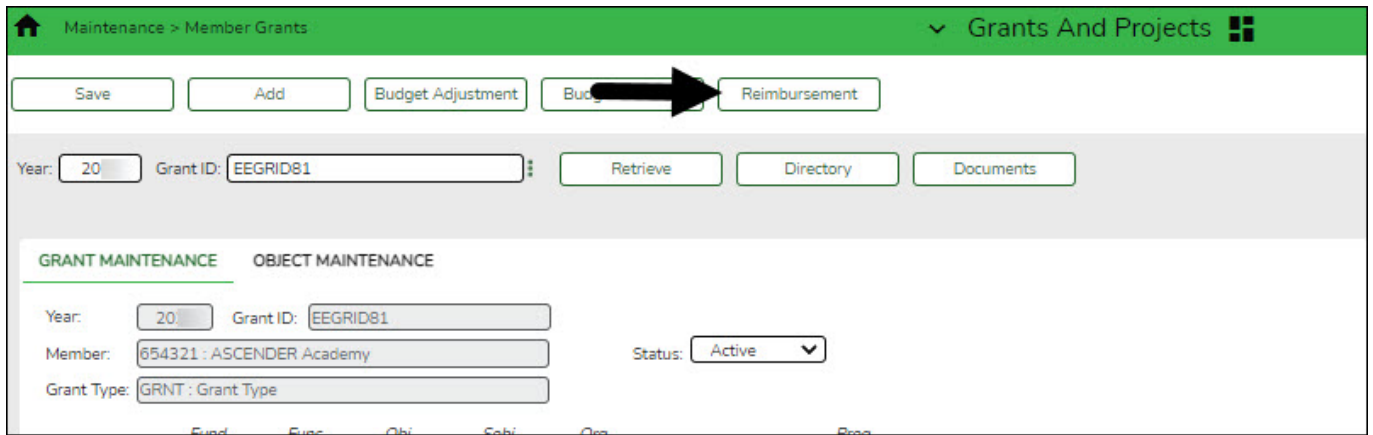 Maintenance > Member Grants
Grants And Projects
Save Add Budget Adjustment Reimbursement
Year: 20 Grant ID: EEGRID81 Retrieve Directory Documents
GRANT MAINTENANCE OBJECT MAINTENANCE
Year: 20 Grant ID: EEGRID81
Member: 654321 : ASCENDER Academy Status: Active
Grant Type: GRNT : Grant Type
Fund Func Obj Sobj Org Prog